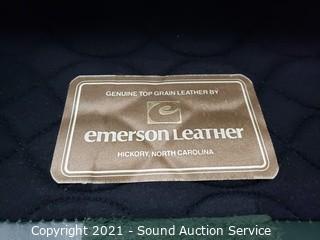 GENUINE TOP GRAIN LEATHER BY
e
emerson LeatHer
HICKORY, NORTH CAROLINA
Copyright 2021 - Sound Auction Service